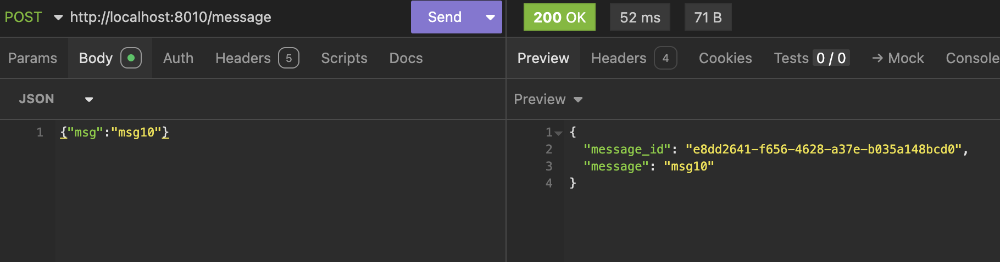 POST http://localhost:8010/message Send
Params Body Auth Headers 5 Scripts Docs
JSON
1 {"msg":"msg10"}
200 OK 52 ms 71 B
Preview Headers 4 Cookies Tests 0 / 0 → Mock Console
Preview
1 {
2 "message_id": "e8dd2641-f656-4628-a37e-b035a148bcd0",
3 "message": "msg10"
4 }